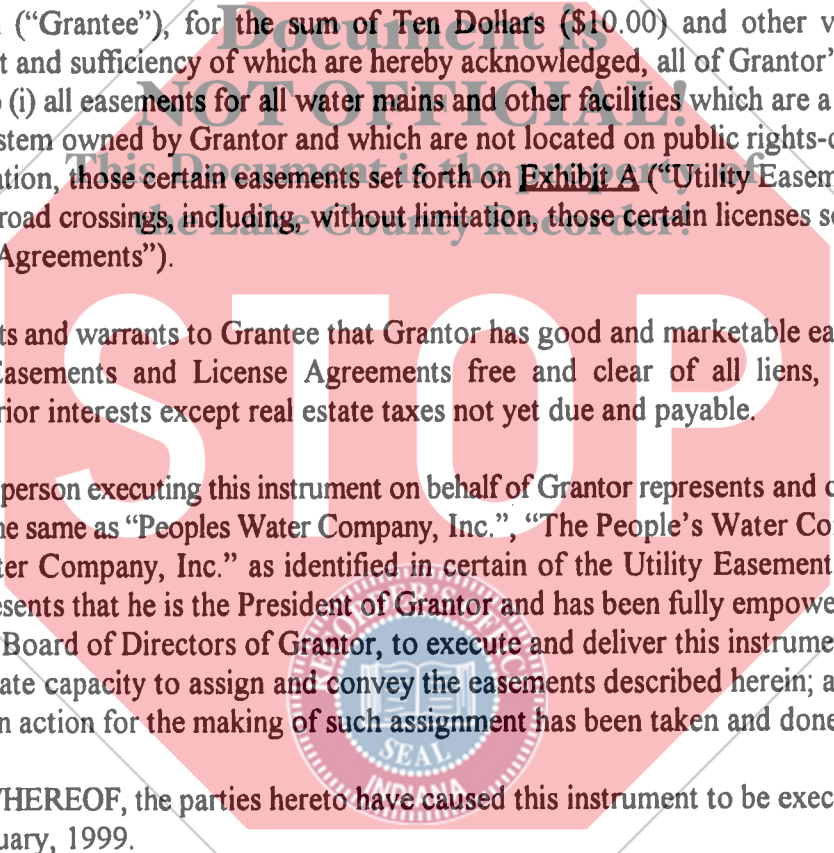 ("Grantee"), for the sum of Ten Dollars ($10.00) and other v
Document is
t and sufficiency of which are hereby acknowledged, all of Grantor'
NOT OFFICIAL!
(i) all easements for all water mains and other facilities which are a
stem owned by Grantor and which are not located on public rights-
This Document is the property of
ation, those certain easements set forth on Exhibit A ("Utility Easem
the Lake County Recorder!
road crossings, including, without limitation, those certain licenses s
Agreements").
ts and warrants to Grantee that Grantor has good and marketable ea
Easements and License Agreements free and clear of all liens,
rior interests except real estate taxes not yet due and payable.
STOP
person executing this instrument on behalf of Grantor represents and c
he same as "Peoples Water Company, Inc.", "The People's Water Co
ter Company, Inc." as identified in certain of the Utility Easement
esents that he is the President of Grantor and has been fully empowe
Board of Directors of Grantor, to execute and deliver this instrume
ate capacity to assign and convey the easements described herein; a
n action for the making of such assignment has been taken and done
SEAL
INDIANA
WHEREOF, the parties hereto have caused this instrument to be exec
uary, 1999.